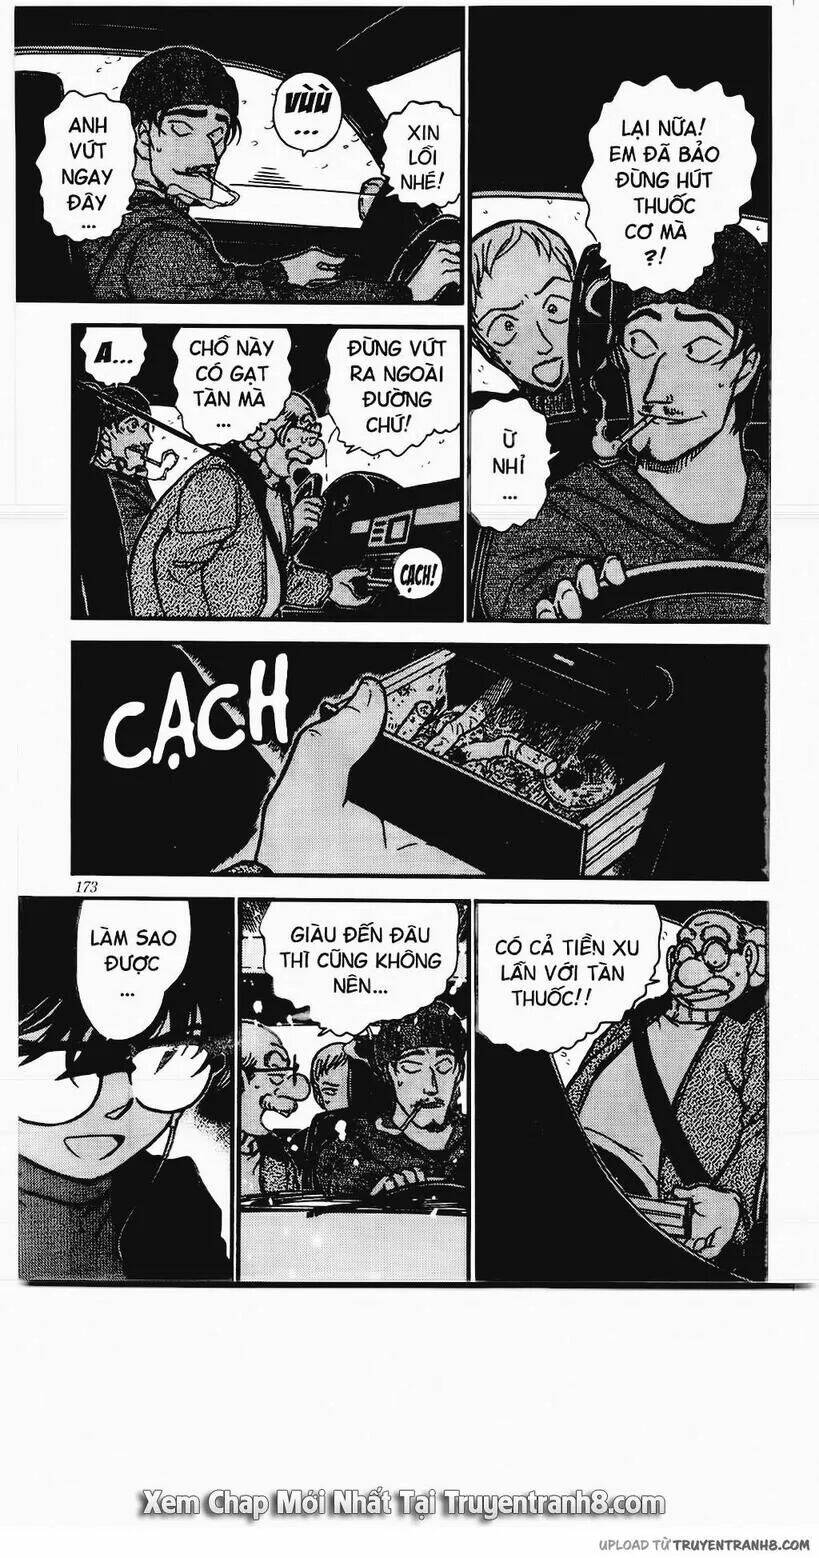 LẠI NỮA!
EM ĐÃ BẢO
ĐỪNG HÚT
THUỐC
CƠ MÀ
?!
Ừ
NHỈ
...
XIN
LỖI
NHÉ!
VÙÙ
...
ANH
VỨT
NGAY
ĐÂY
...
ĐỪNG VỨT
RA NGOÀI
ĐƯỜNG
CHỨ!
CHỖ NÀY
CÓ GẠT
TÀN MÀ
...
A...
CẠCH!
CẠCH
173
CÓ CẢ TIỀN XU
LẪN VỚI TÀN
THUỐC!!
GIÀU ĐẾN ĐÂU
THÌ CŨNG KHÔNG
NÊN...
LÀM SAO
ĐƯỢC
...
Xem Chap Mới Nhất Tại Truyentranh8.com
UPLOAD TỪ TRUYENTRANH8.COM